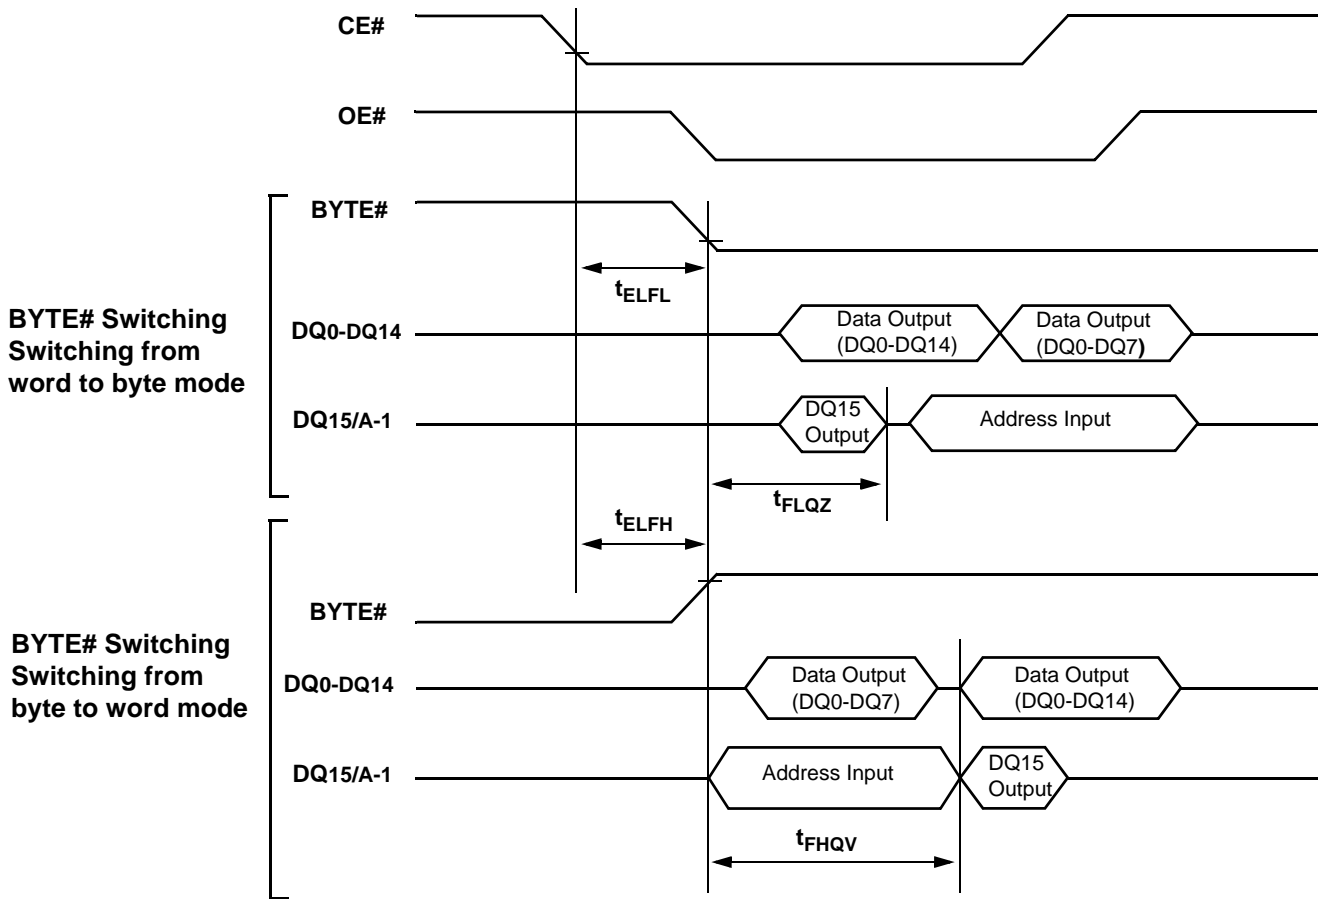 CE#
OE#
BYTE#
tELFL
BYTE# Switching
Switching from
word to byte mode
DQ0-DQ14
Data Output
(DQ0-DQ14)
Data Output
(DQ0-DQ7)
DQ15/A-1
DQ15
Output
Address Input
tFLQZ
tELFH
BYTE#
BYTE# Switching
Switching from
byte to word mode
DQ0-DQ14
Data Output
(DQ0-DQ7)
Data Output
(DQ0-DQ14)
DQ15/A-1
Address Input
DQ15
Output
tFHQV